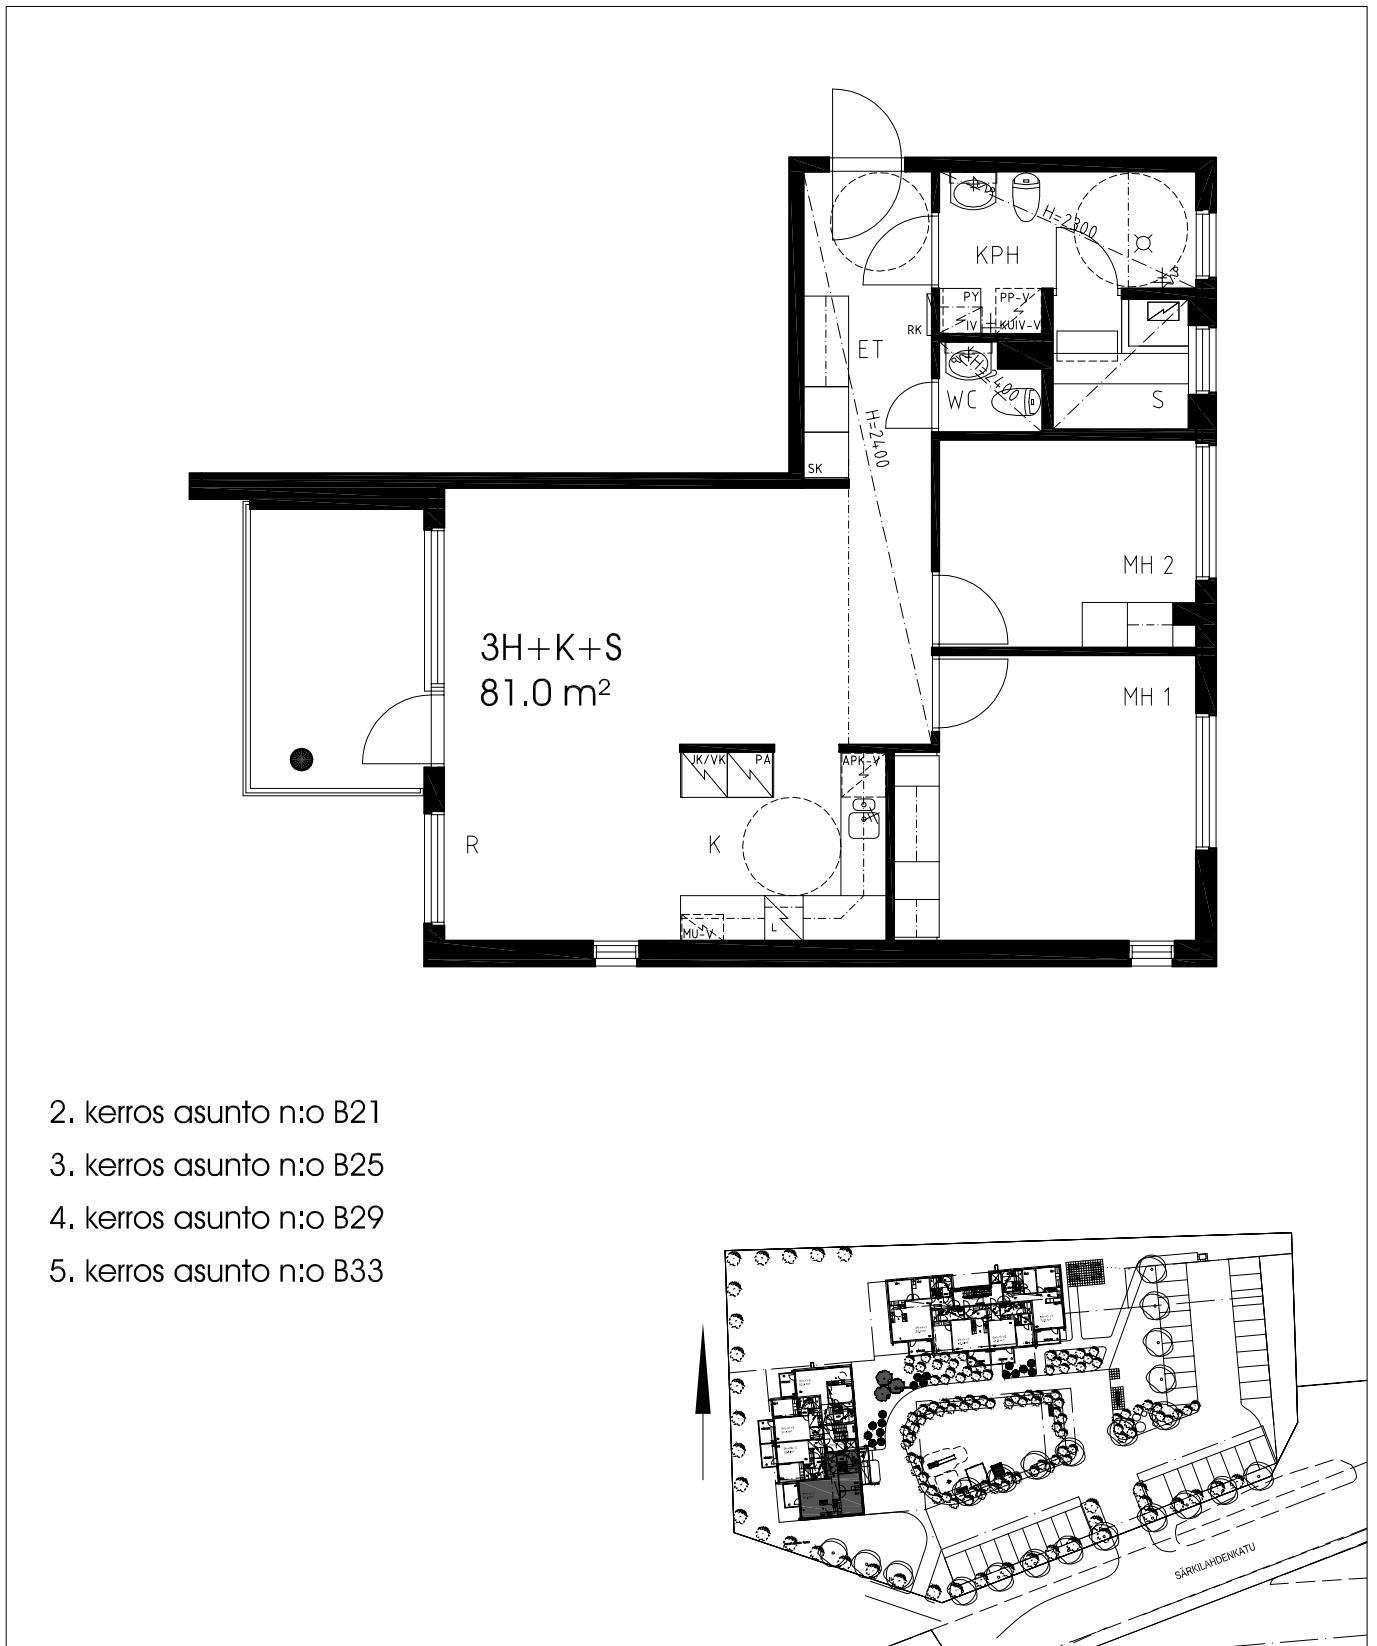 H=2300
KPH
PY
PP-V
IV
KUIV-V
RK
ET
WC
H=2400
S
H=2400
SK
MH 2
3H+K+S
81.0 m²
MH 1
JK/VK
PA
APK-V
R
K
MU-V
L
2. kerros asunto n:o B21
3. kerros asunto n:o B25
4. kerros asunto n:o B29
5. kerros asunto n:o B33
SÄRKILAHDENKATU